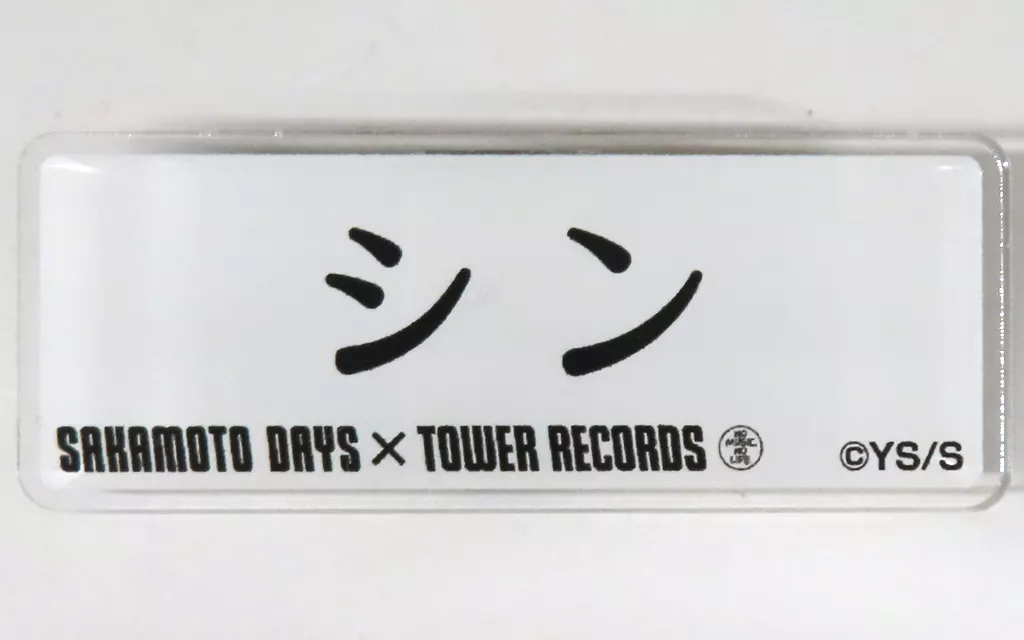 シン
SAKAMOTO DAYS × TOWER RECORDS NO MUSIC, NO LIFE ©YS/S